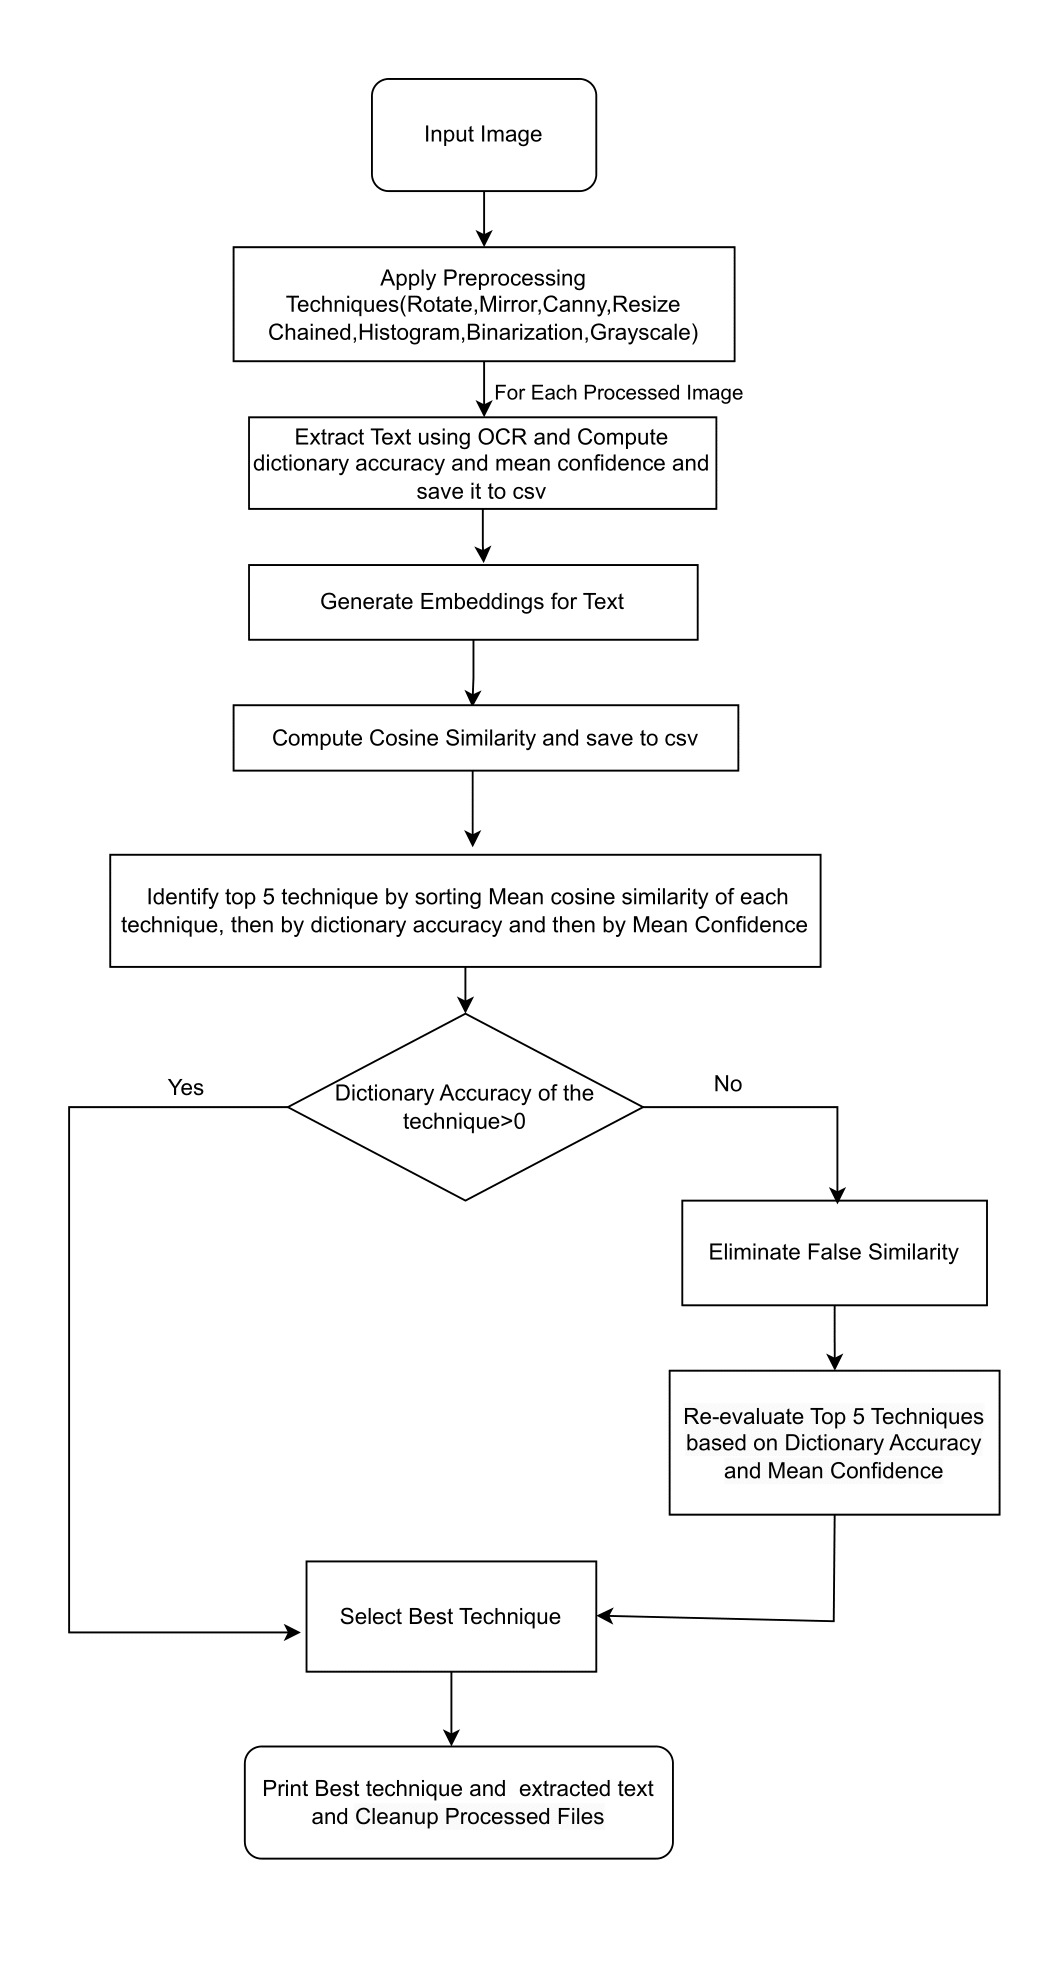 Input Image
Apply Preprocessing
Techniques(Rotate,Mirror,Canny,Resize
Chained,Histogram,Binarization,Grayscale)
For Each Processed Image
Extract Text using OCR and Compute
dictionary accuracy and mean confidence and
save it to csv
Generate Embeddings for Text
Compute Cosine Similarity and save to csv
Identify top 5 technique by sorting Mean cosine similarity of each
technique, then by dictionary accuracy and then by Mean Confidence
Dictionary Accuracy of the
technique>0
Yes
No
Eliminate False Similarity
Re-evaluate Top 5 Techniques
based on Dictionary Accuracy
and Mean Confidence
Select Best Technique
Print Best technique and  extracted text
and Cleanup Processed Files